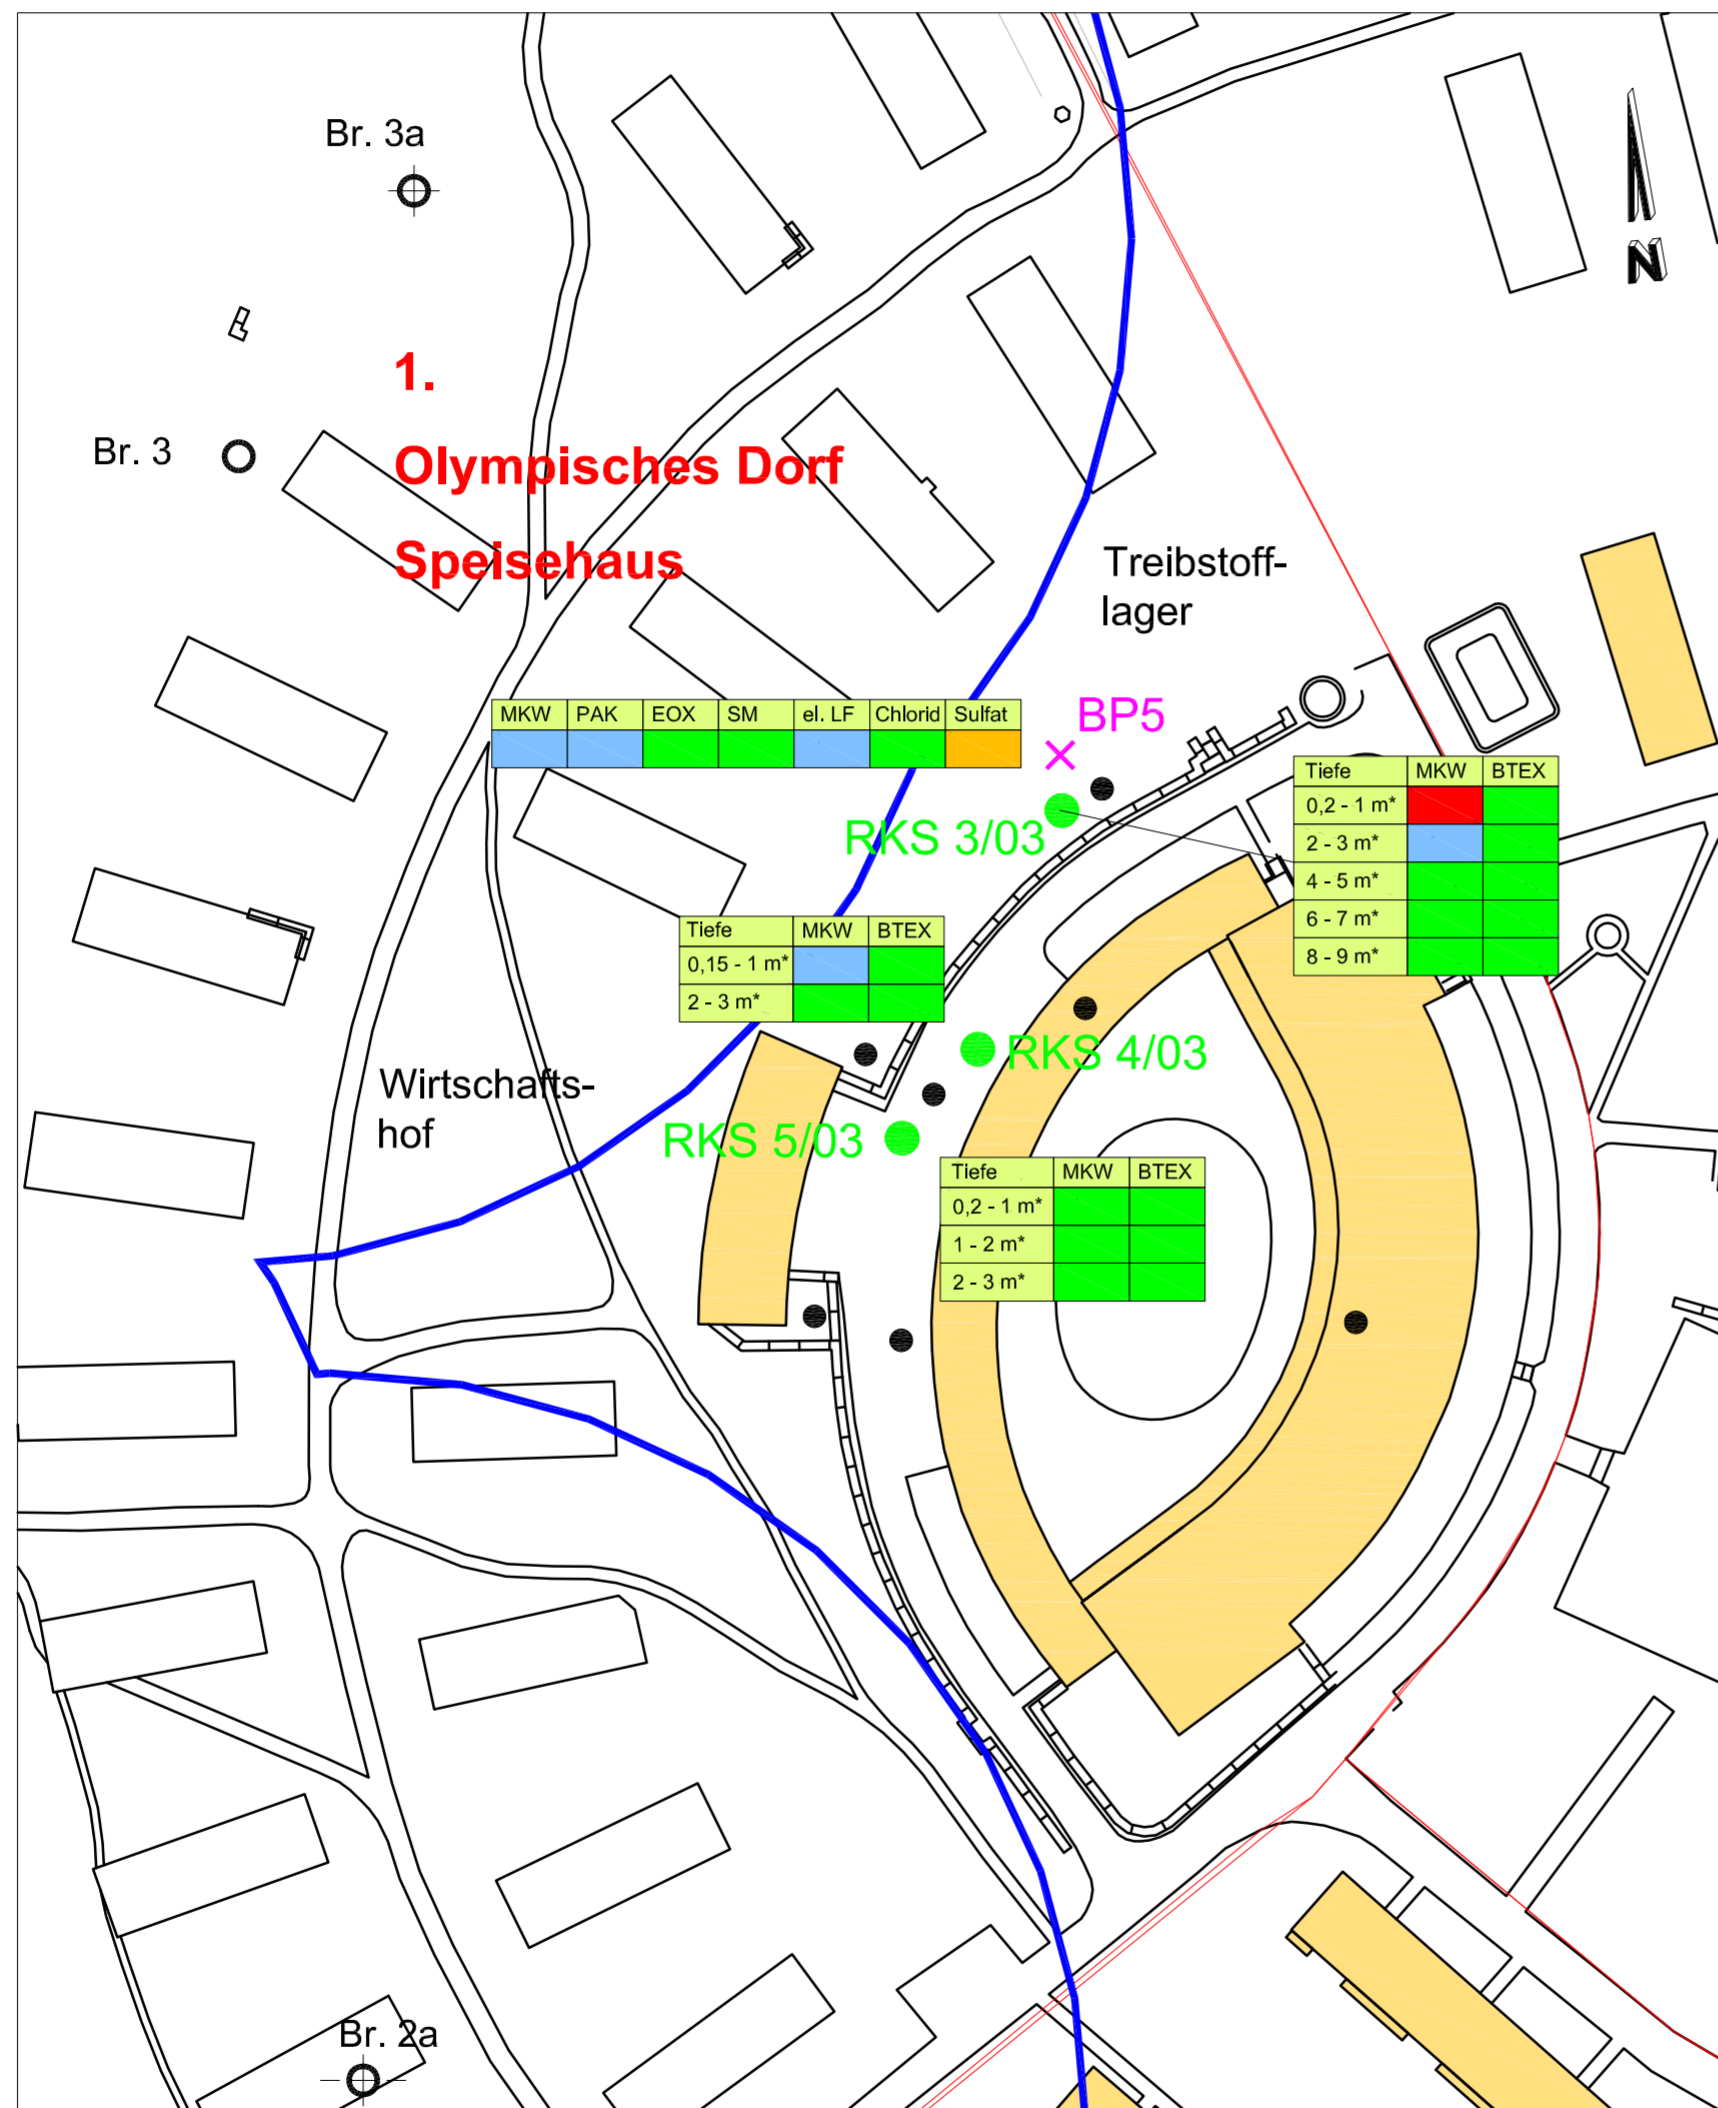 Br. 3a
N
1.
Br. 3
Olympisches Dorf
Speisehaus
Treibstoff-
lager
MKW PAK EOX SM el. LF Chlorid Sulfat
BP5
RKS 3/03
Tiefe MKW BTEX
0,2 - 1 m*
2 - 3 m*
4 - 5 m*
6 - 7 m*
8 - 9 m*
Tiefe MKW BTEX
0,15 - 1 m*
2 - 3 m*
RKS 4/03
Wirtschafts-
hof
RKS 5/03
Tiefe MKW BTEX
0,2 - 1 m*
1 - 2 m*
2 - 3 m*
Br. 2a